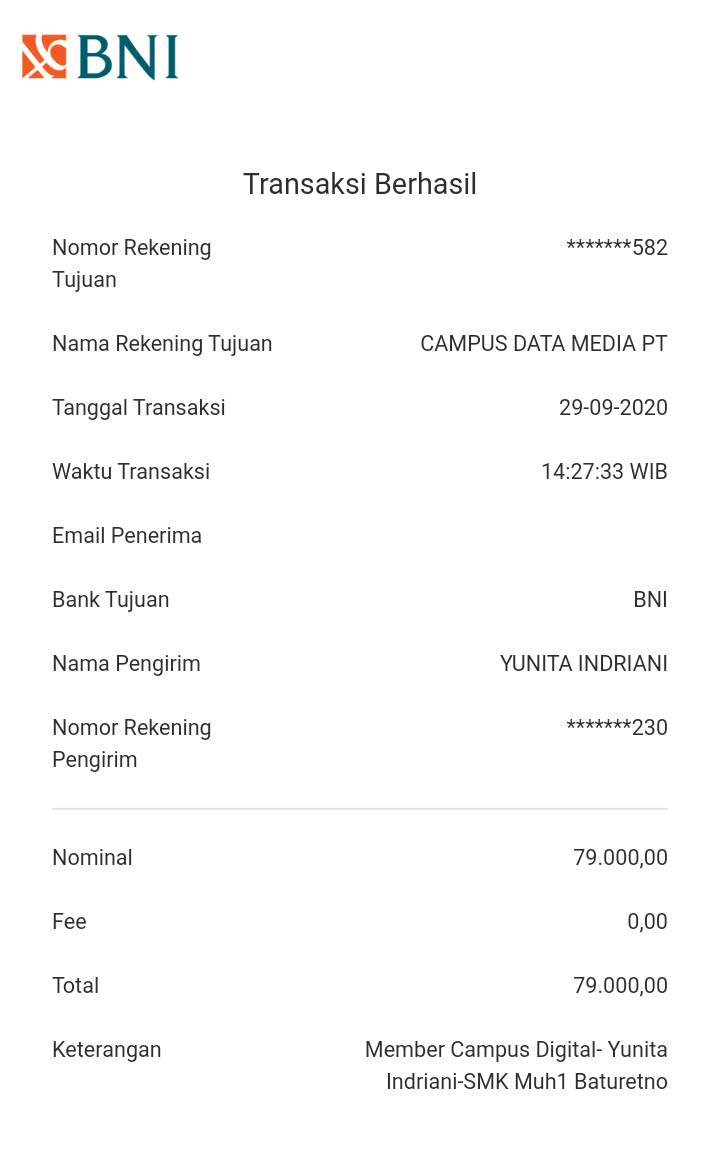 BNI
Transaksi Berhasil
Nomor Rekening Tujuan *******582
Nama Rekening Tujuan CAMPUS DATA MEDIA PT
Tanggal Transaksi 29-09-2020
Waktu Transaksi 14:27:33 WIB
Email Penerima
Bank Tujuan BNI
Nama Pengirim YUNITA INDRIANI
Nomor Rekening Pengirim *******230
Nominal 79.000,00
Fee 0,00
Total 79.000,00
Keterangan Member Campus Digital- Yunita
Indriani-SMK Muh1 Baturetno